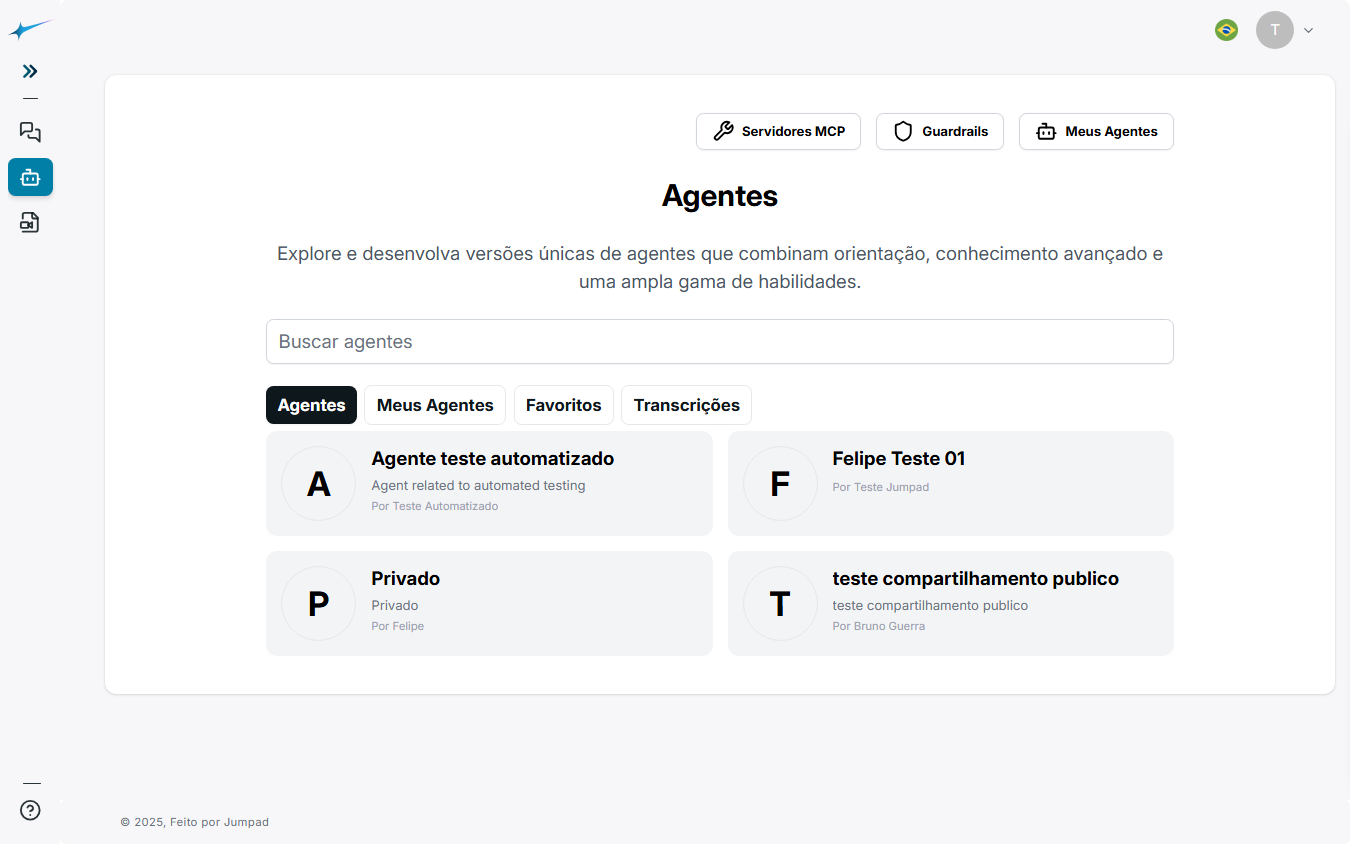 T
Servidores MCP
Guardrails
Meus Agentes
Agentes
Explore e desenvolva versões únicas de agentes que combinam orientação, conhecimento avançado e
uma ampla gama de habilidades.
Buscar agentes
Agentes
Meus Agentes
Favoritos
Transcrições
A
Agente teste automatizado
Agent related to automated testing
Por Teste Automatizado
F
Felipe Teste 01
Por Teste Jumpad
P
Privado
Privado
Por Felipe
T
teste compartilhamento publico
teste compartilhamento publico
Por Bruno Guerra
© 2025, Feito por Jumpad